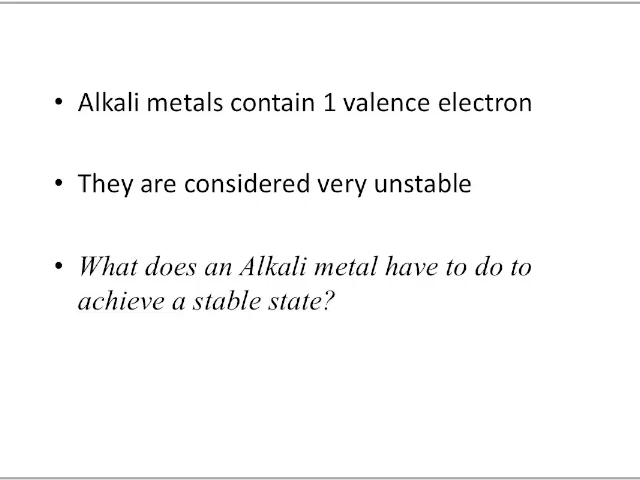 • Alkali metals contain 1 valence electron
• They are considered very unstable
• What does an Alkali metal have to do to
achieve a stable state?